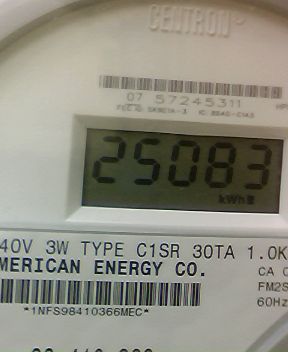 CENTRON
07 57245311
25083
kWh
40V 3W TYPE C1SR 30TA 1.0K
MERICAN ENERGY CO.
CA
FM2S
60Hz
*1NFS98410366MEC*